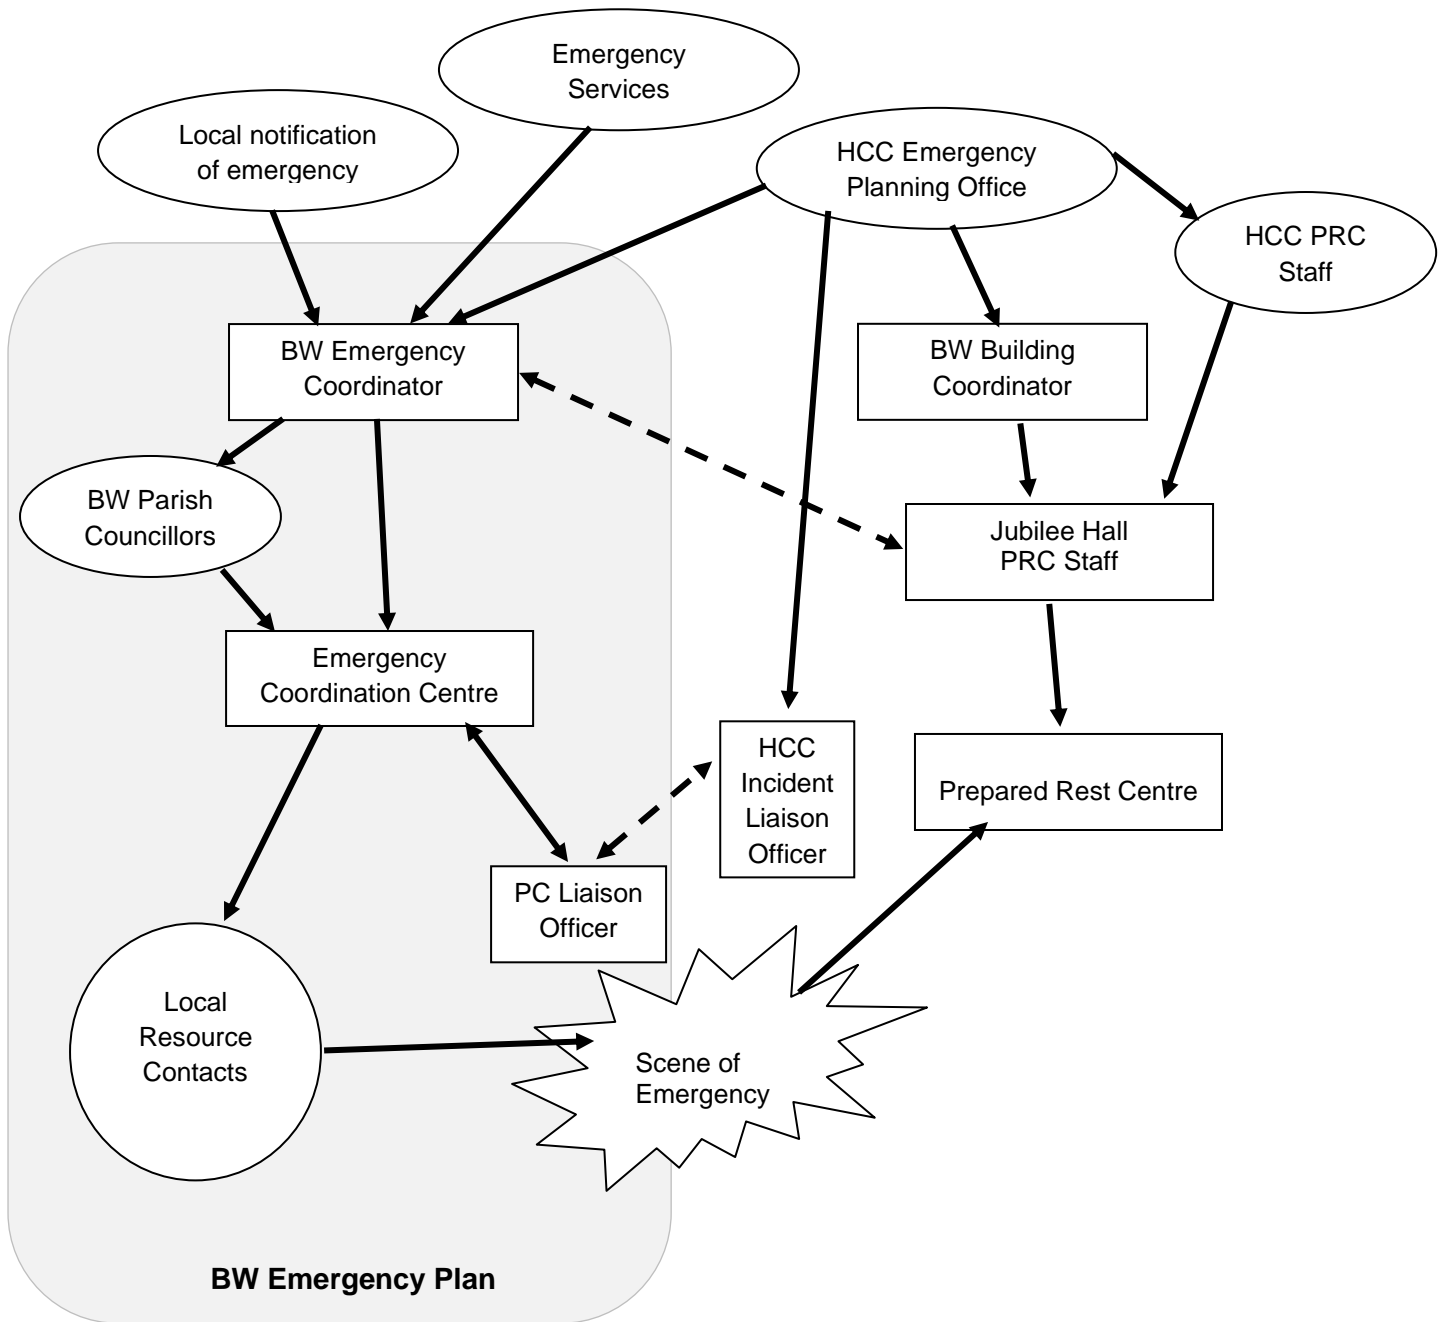 Emergency
Services
Local notification
of emergency
HCC Emergency
Planning Office
HCC PRC
Staff
BW Emergency
Coordinator
BW Building
Coordinator
BW Parish
Councillors
Jubilee Hall
PRC Staff
Emergency
Coordination Centre
HCC
Incident
Liaison
Officer
Prepared Rest Centre
PC Liaison
Officer
Local
Resource
Contacts
Scene of
Emergency
BW Emergency Plan